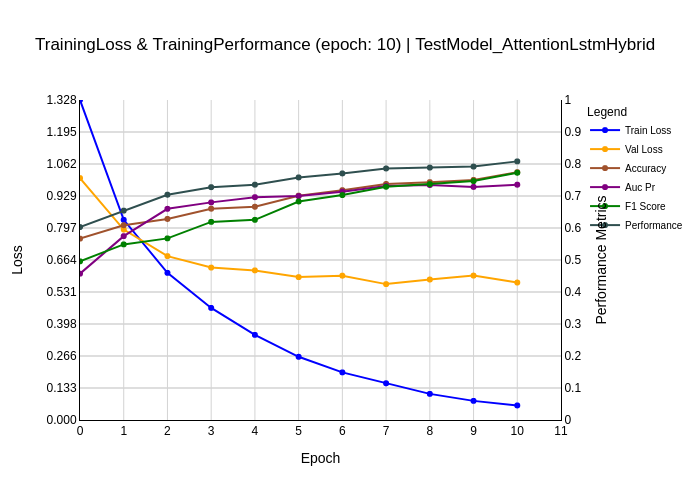 TrainingLoss & TrainingPerformance (epoch: 10) | TestModel_AttentionLstmHybrid
1.328
1.195
1.062
0.929
0.797
0.664
0.531
0.398
0.266
0.133
0.000
Loss
0 1 2 3 4 5 6 7 8 9 10 11
Epoch
1
0.9
0.8
0.7
0.6
0.5
0.4
0.3
0.2
0.1
0
Performance Metrics
Legend
Train Loss
Val Loss
Accuracy
Auc Pr
F1 Score
Performance